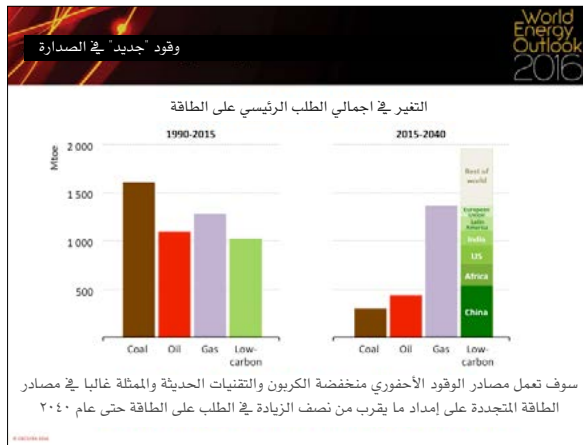 World
Energy
Outlook
2016
وقود "جديد" في الصدارة
التغير في اجمالي الطلب الرئيسي على الطاقة
1990-2015
2015-2040
Mtoe
2 000
1 500
1 000
500
Rest of
world
European
Union
Latin
America
India
US
Africa
China
Coal
Oil
Gas
Low-
carbon
Coal
Oil
Gas
Low-
carbon
سوف تعمل مصادر الوقود الأحفوري منخفضة الكربون والتقنيات الحديثة والممثلة غالبا في مصادر
الطاقة المتجددة على إمداد ما يقرب من نصف الزيادة في الطلب على الطاقة حتى عام ٢٠٤٠